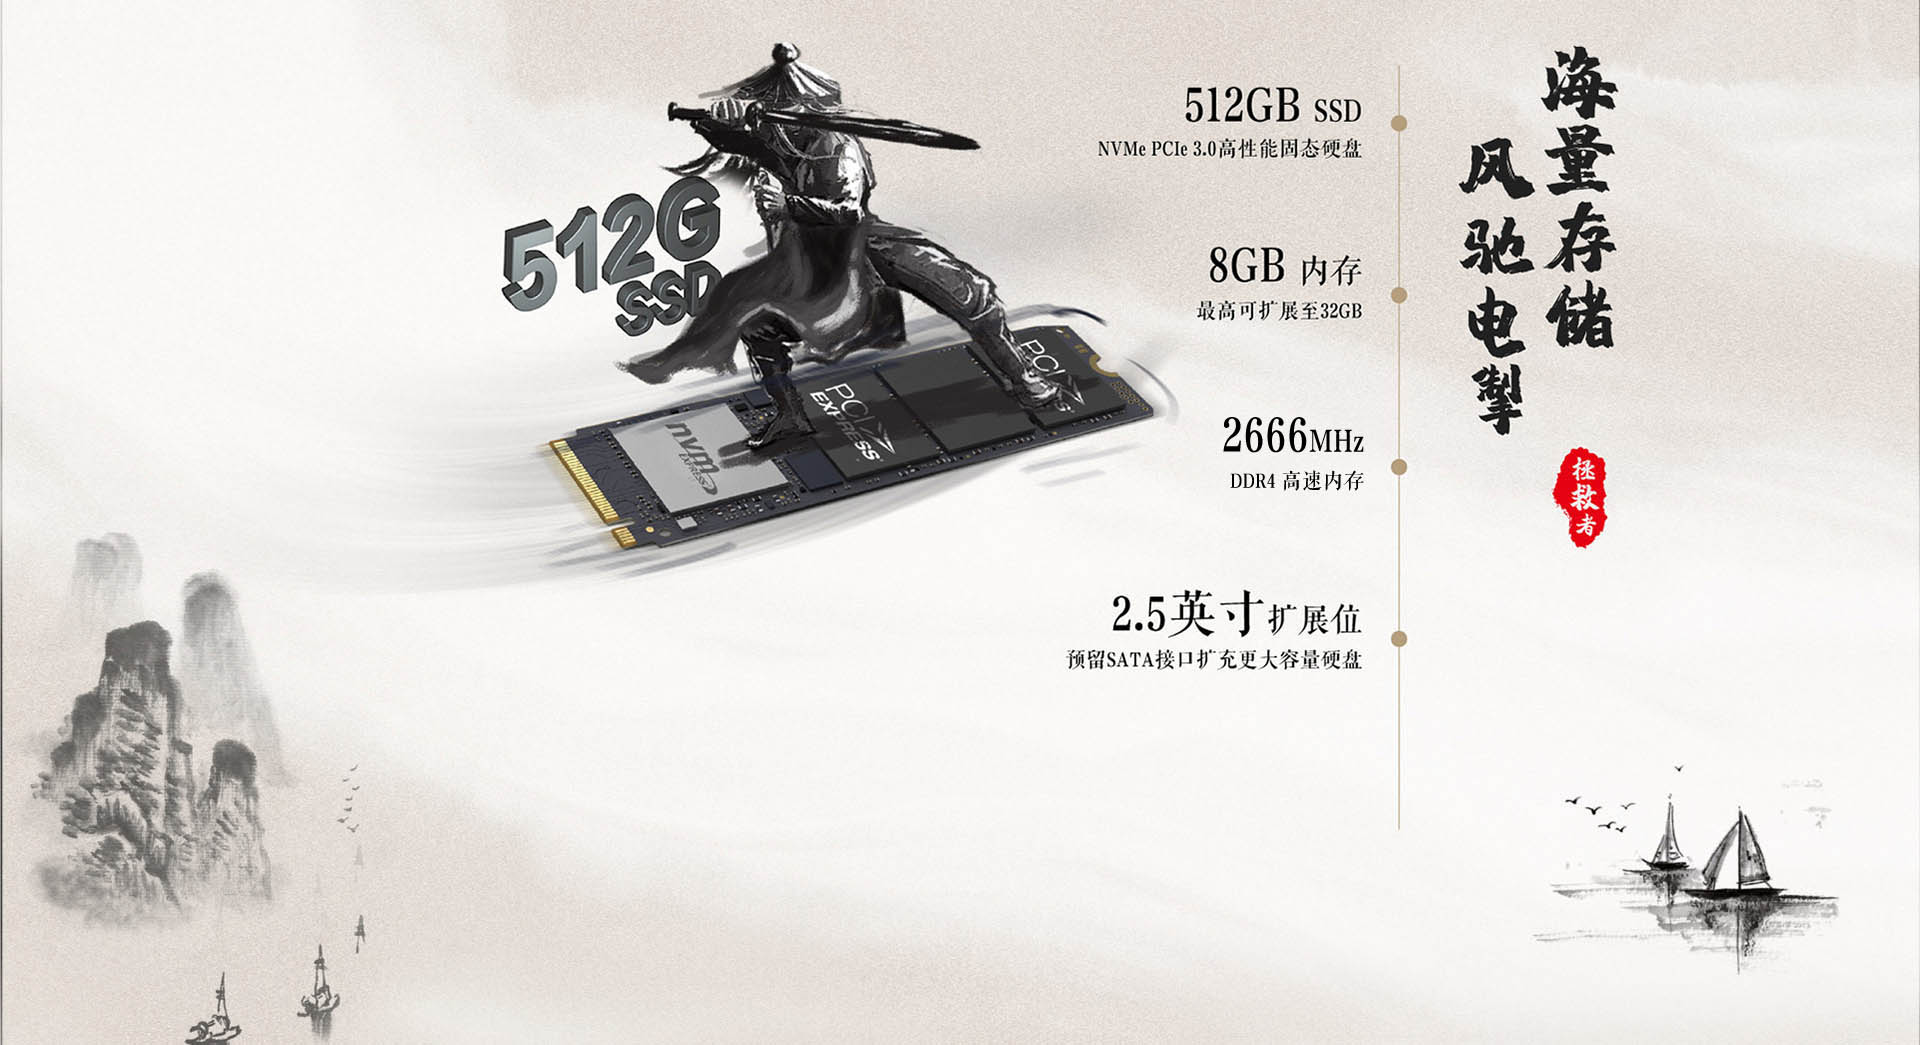 海量存储
风驰电掣
拯救者
512GB SSD
NVMe PCIe 3.0高性能固态硬盘
8GB 内存
最高可扩展至32GB
2666MHz
DDR4 高速内存
2.5英寸扩展位
预留SATA接口扩充更大容量硬盘
512G
SSD
nvm
EXPRESS
PCI
EXPRESS
PCI